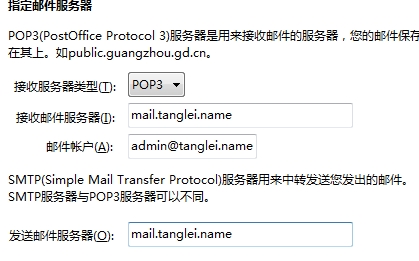 指定邮件服务器
POP3(PostOffice Protocol 3)服务器是用来接收邮件的服务器，您的邮件保存
在其上。如public.guangzhou.gd.cn。
接收服务器类型(T): POP3
接收邮件服务器(I): mail.tanglei.name
邮件帐户(A): admin@tanglei.name
SMTP(Simple Mail Transfer Protocol)服务器用来中转发送您发出的邮件。
SMTP服务器与POP3服务器可以不同。
发送邮件服务器(O): mail.tanglei.name